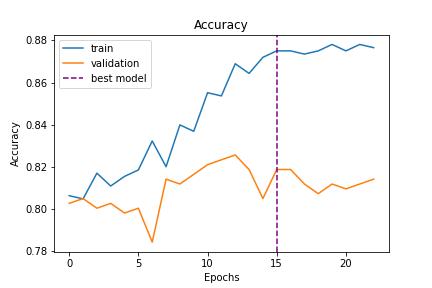 Accuracy
train
validation
best model
0.88
0.86
0.84
0.82
0.80
0.78
Accuracy
0 5 10 15 20
Epochs